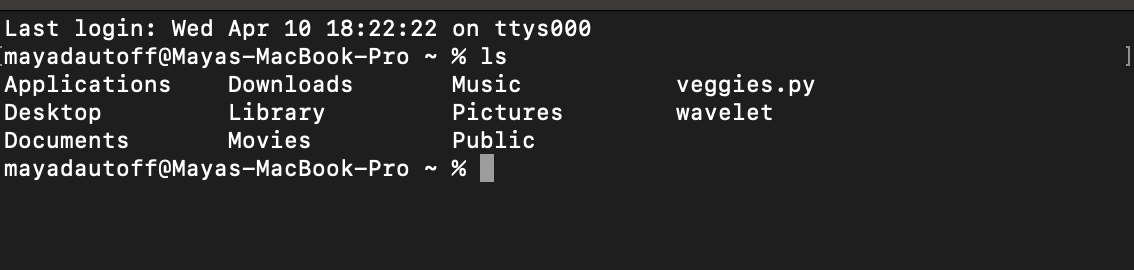 Last login: Wed Apr 10 18:22:22 on ttys000
[mayadautoff@Mayas-MacBook-Pro ~ % ls ]
Applications Downloads Music veggies.py
Desktop Library Pictures wavelet
Documents Movies Public
mayadautoff@Mayas-MacBook-Pro ~ %